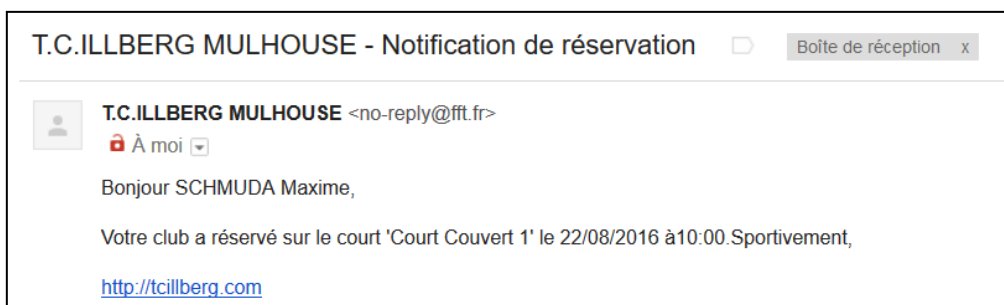 T.C.ILLBERG MULHOUSE - Notification de réservation Boîte de réception x
T.C.ILLBERG MULHOUSE <no-reply@fft.fr>
À moi
Bonjour SCHMUDA Maxime,
Votre club a réservé sur le court 'Court Couvert 1' le 22/08/2016 à10:00.Sportivement,
http://tcillberg.com